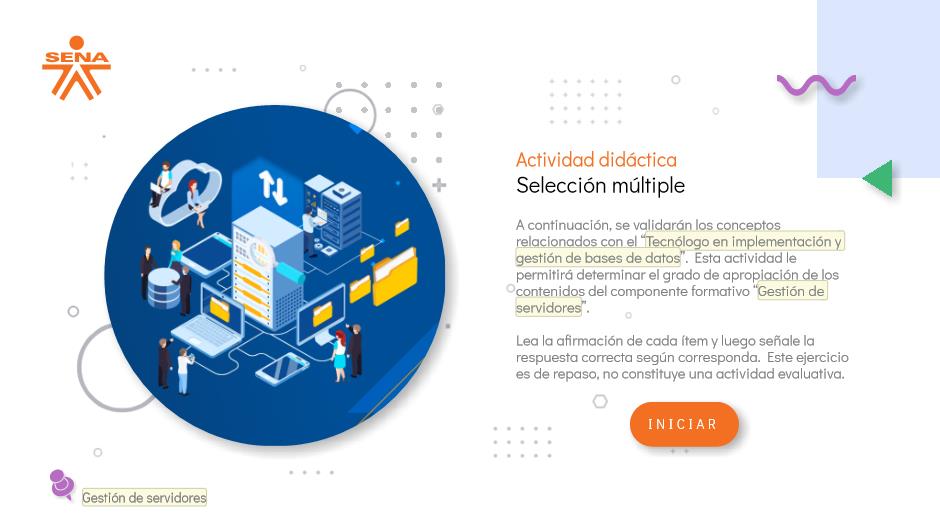 SENA
Actividad didáctica
Selección múltiple
A continuación, se validarán los conceptos
relacionados con el “Tecnólogo en implementación y
gestión de bases de datos”. Esta actividad le
permitirá determinar el grado de apropiación de los
contenidos del componente formativo “Gestión de
servidores”.
Lea la afirmación de cada ítem y luego señale la
respuesta correcta según corresponda. Este ejercicio
es de repaso, no constituye una actividad evaluativa.
INICIAR
Gestión de servidores